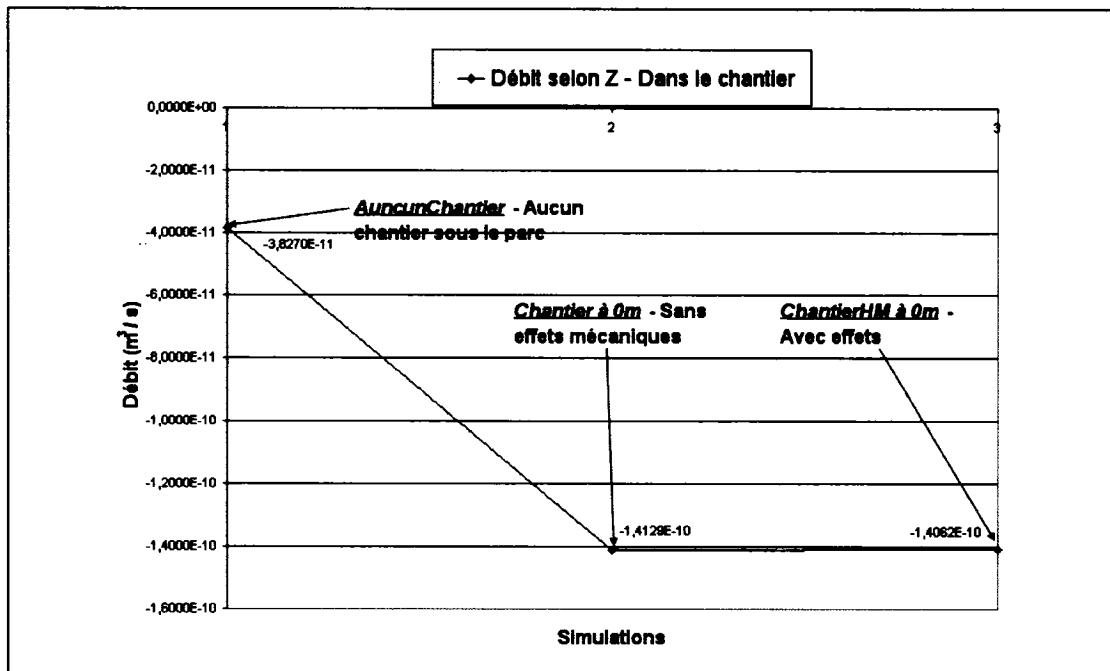 Débit selon Z - Dans le chantier
0,0000E+00
1
2
3
-2,0000E-11
AuncunChantier - Aucun
chantier sous le parc
-4,0000E-11
-3,8270E-11
-6,0000E-11
Chantier à 0m - Sans
effets mécaniques
ChantierHM à 0m -
Avec effets
-8,0000E-11
-1,0000E-10
-1,2000E-10
-1,4129E-10
-1,4062E-10
-1,4000E-10
-1,6000E-10
Débit (m³ / s)
Simulations